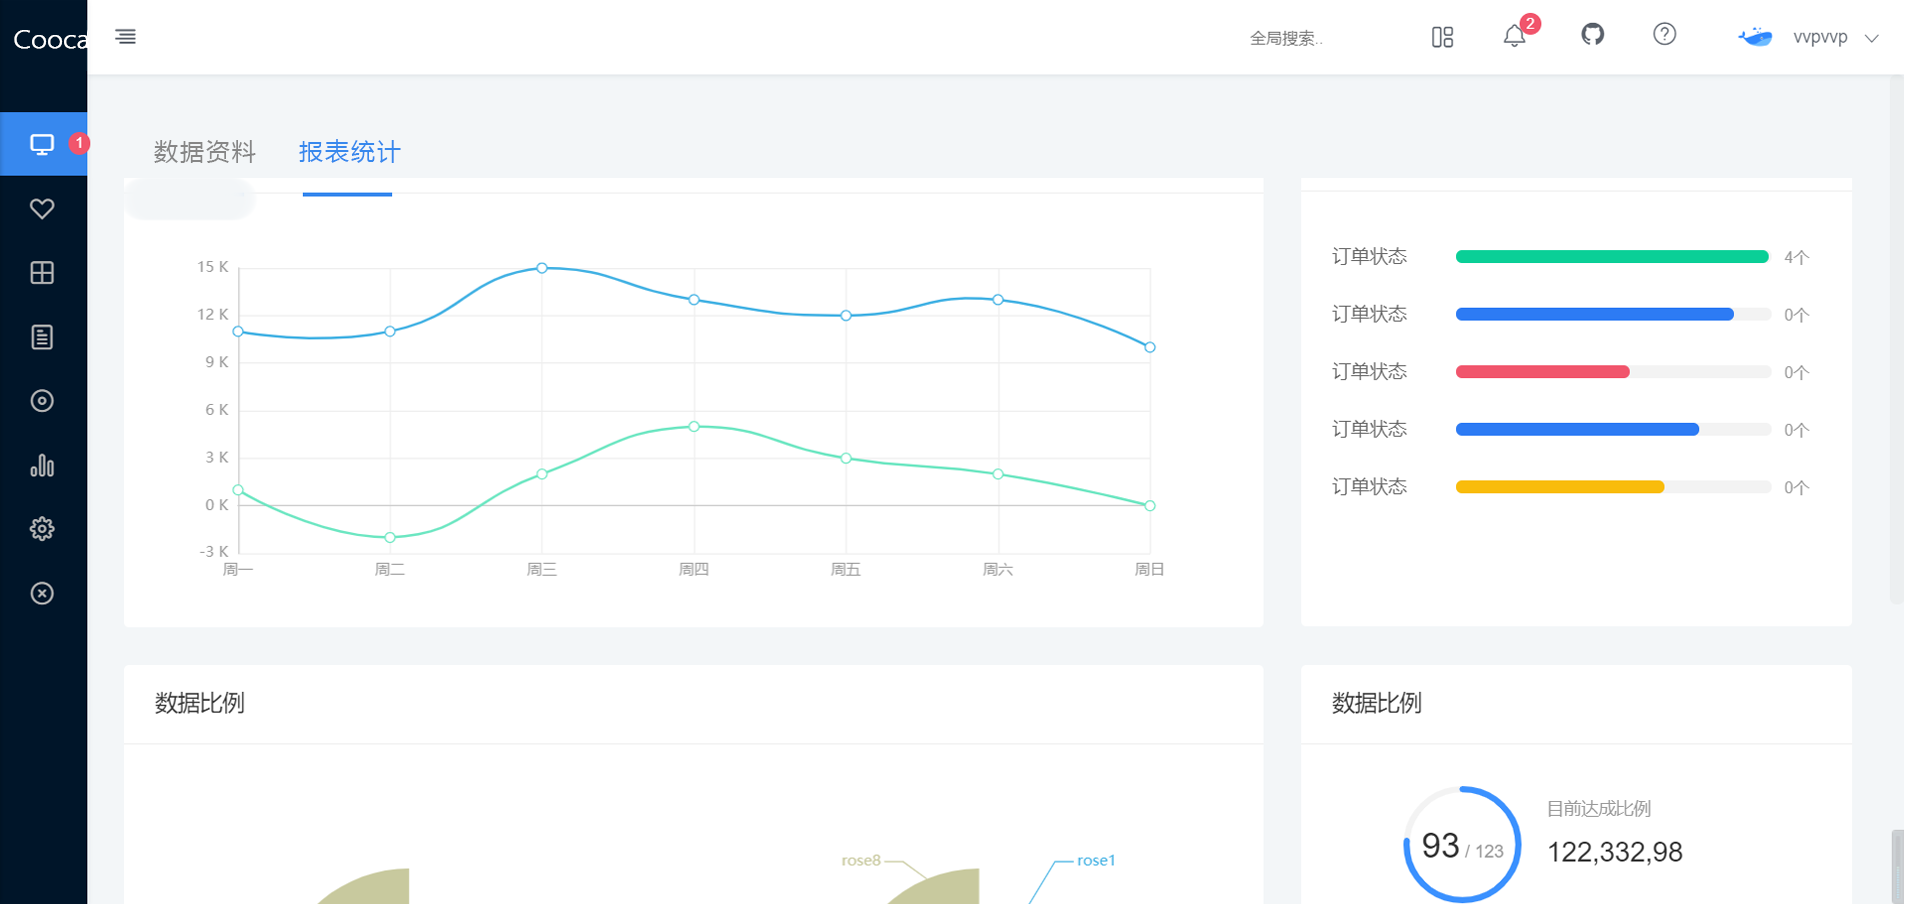 Cooca
全局搜索..
2
vvpvvp
1
数据资料
报表统计
15 K
12 K
9 K
6 K
3 K
0 K
-3 K
周一
周二
周三
周四
周五
周六
周日
订单状态
4个
订单状态
0个
订单状态
0个
订单状态
0个
订单状态
0个
数据比例
rose8
rose1
数据比例
93 / 123
目前达成比例
122,332,98